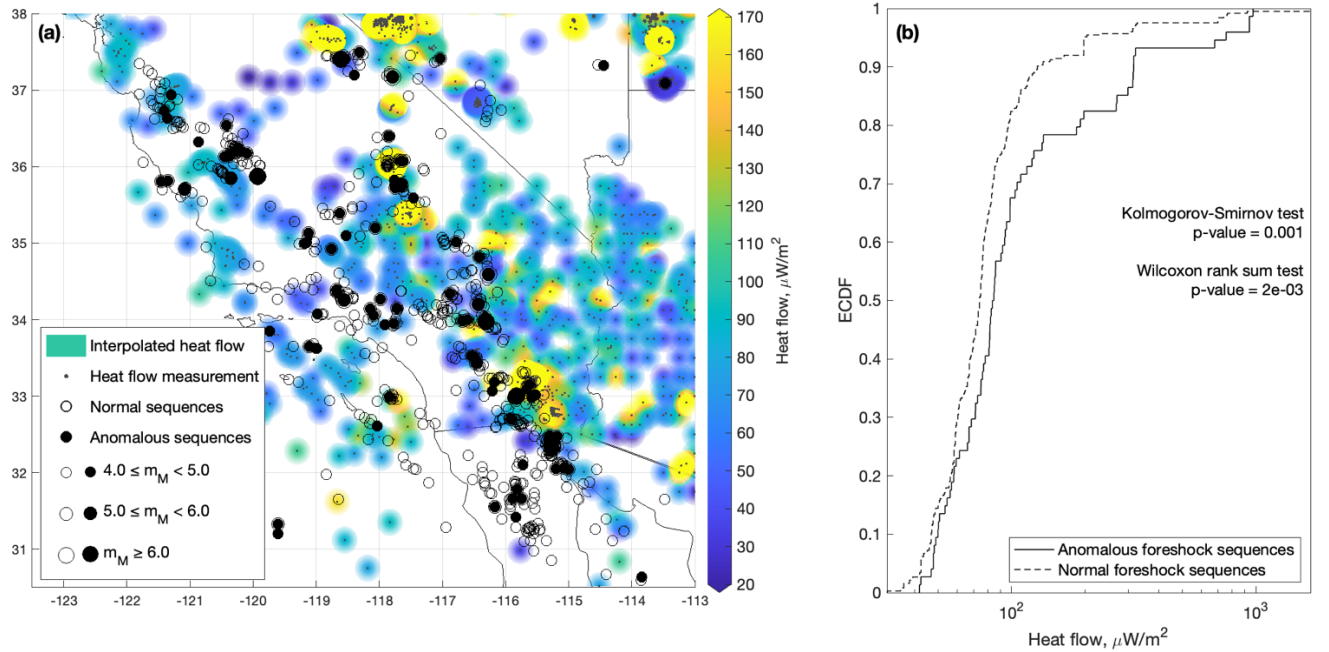 (a)
38
37
36
35
34
33
32
31
-123
-122
-121
-120
-119
-118
-117
-116
-115
-114
-113
Interpolated heat flow
Heat flow measurement
Normal sequences
Anomalous sequences
4.0 ≤ m_M < 5.0
5.0 ≤ m_M < 6.0
m_M ≥ 6.0
170
160
150
140
130
120
110
100
90
80
70
60
50
40
30
20
Heat flow, μW/m²
(b)
1
0.9
0.8
0.7
0.6
0.5
0.4
0.3
0.2
0.1
0
ECDF
Kolmogorov-Smirnov test
p-value = 0.001
Wilcoxon rank sum test
p-value = 2e-03
Anomalous foreshock sequences
Normal foreshock sequences
10²
10³
Heat flow, μW/m²